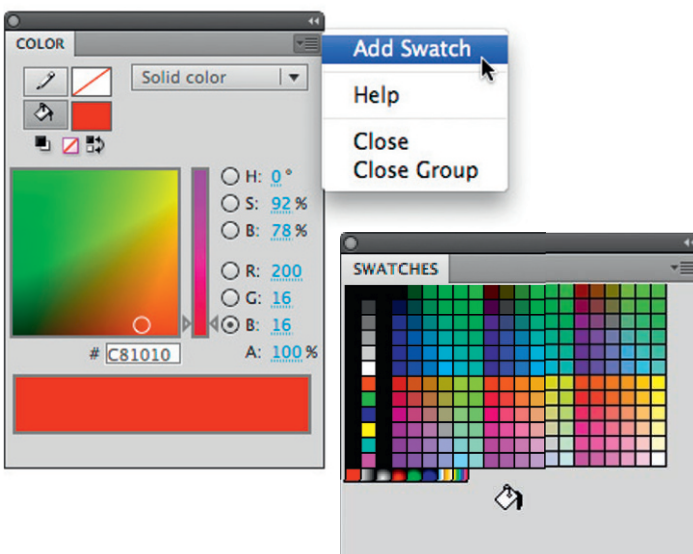 COLOR
Solid color
H: 0 °
S: 92 %
B: 78 %
R: 200
G: 16
B: 16
# C81010
A: 100 %
Add Swatch
Help
Close
Close Group
SWATCHES